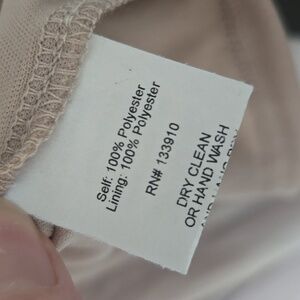 Self: 100% Polyester
Lining: 100% Polyester
RN# 133910
DRY CLEAN
OR HAND WASH